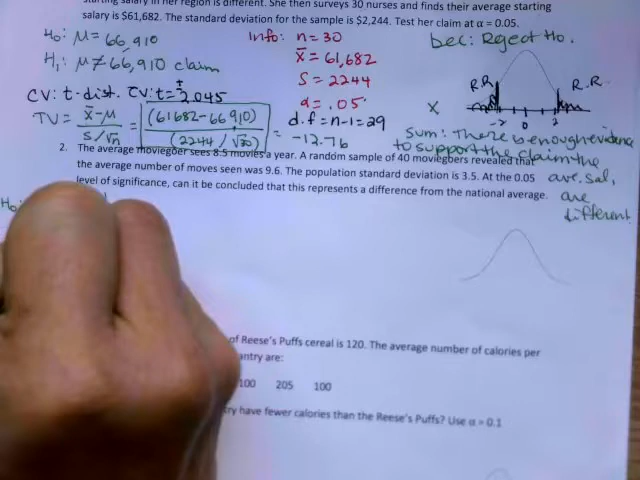 starting salary in her region is different. She then surveys 30 nurses and finds their average starting
salary is $61,682. The standard deviation for the sample is $2,244. Test her claim at α = 0.05.
H₀: μ = 66,910
H₁: μ ≠ 66,910 claim
CV: t-dist. CV: t = ± 2.045
TV = x̄-μ / s/√n = (61682-66910) / (2244/√30) = -12.76
Info: n = 30
x̄ = 61,682
S = 2244
α = .05
d.f = n-1 = 29
Dec: Reject Ho.
R.R
R.R.
X
-2 0 2
Sum: There is enough evidence
to support the claim the
ave. sal.
are
different
2. The average moviegoer sees 8.5 movies a year. A random sample of 40 moviegoers revealed that
the average number of moves seen was 9.6. The population standard deviation is 3.5. At the 0.05
level of significance, can it be concluded that this represents a difference from the national average.
Ho:
of Reese's Puffs cereal is 120. The average number of calories per
antry are:
100 205 100
try have fewer calories than the Reese's Puffs? Use α = 0.1